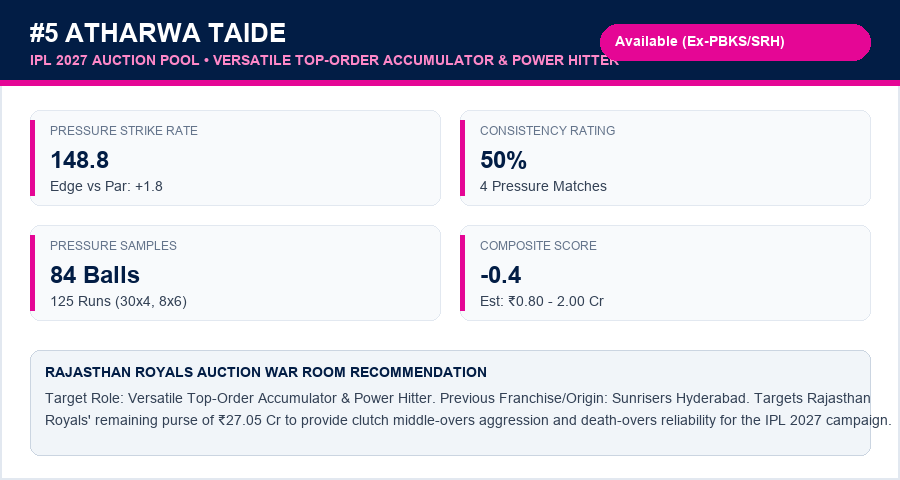 #5 ATHARWA TAIDE
Available (Ex-PBKS/SRH)
IPL 2027 AUCTION POOL • VERSATILE TOP-ORDER ACCUMULATOR & POWER HITTER
PRESSURE STRIKE RATE
148.8
Edge vs Par: +1.8
CONSISTENCY RATING
50%
4 Pressure Matches
PRESSURE SAMPLES
84 Balls
125 Runs (30x4, 8x6)
COMPOSITE SCORE
-0.4
Est: ₹0.80 - 2.00 Cr
RAJASTHAN ROYALS AUCTION WAR ROOM RECOMMENDATION
Target Role: Versatile Top-Order Accumulator & Power Hitter. Previous Franchise/Origin: Sunrisers Hyderabad. Targets Rajasthan
Royals' remaining purse of ₹27.05 Cr to provide clutch middle-overs aggression and death-overs reliability for the IPL 2027 campaign.